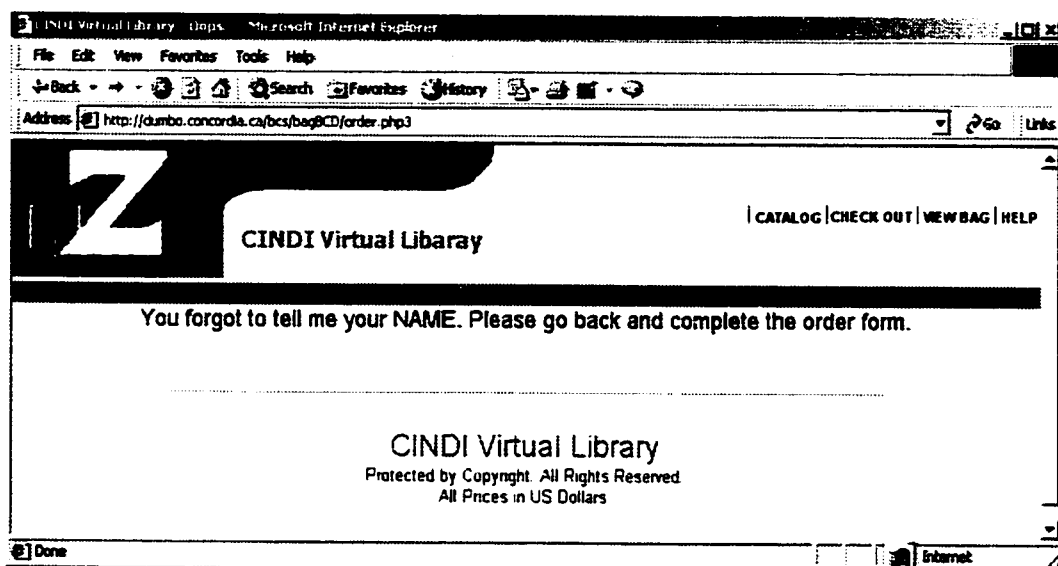 CINDI Virtual Library Oops Microsoft Internet Explorer
File Edit View Favorites Tools Help
Back Search Favorites History
Address http://dumbo.concordia.ca/bcs/bagBCD/order.php3 Go Links
CATALOG | CHECK OUT | VIEW BAG | HELP
CINDI Virtual Libaray
You forgot to tell me your NAME. Please go back and complete the order form.
CINDI Virtual Library
Protected by Copyright. All Rights Reserved.
All Prices in US Dollars
Done Internet